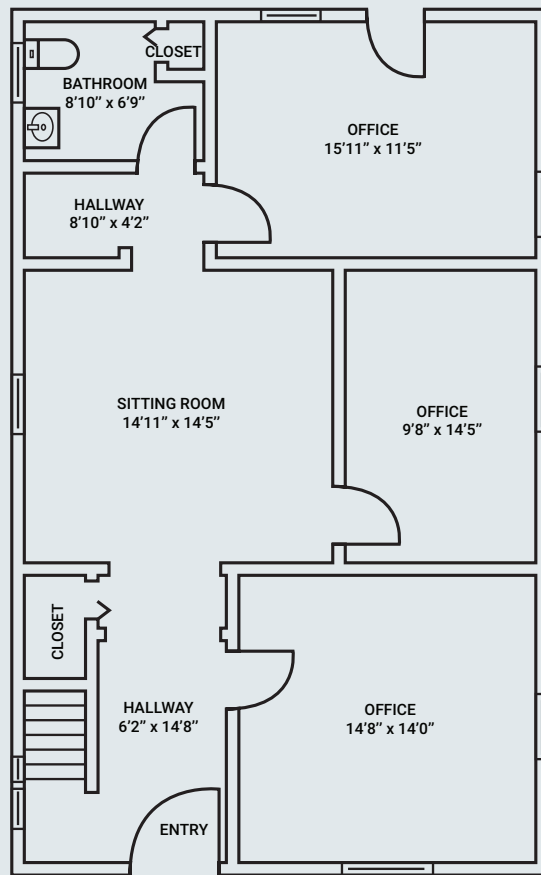 CLOSET
BATHROOM
8'10” x 6'9”
OFFICE
15'11” x 11'5”
HALLWAY
8'10” x 4'2”
SITTING ROOM
14'11” x 14'5”
OFFICE
9'8” x 14'5”
CLOSET
HALLWAY
6'2” x 14'8”
OFFICE
14'8” x 14'0”
ENTRY